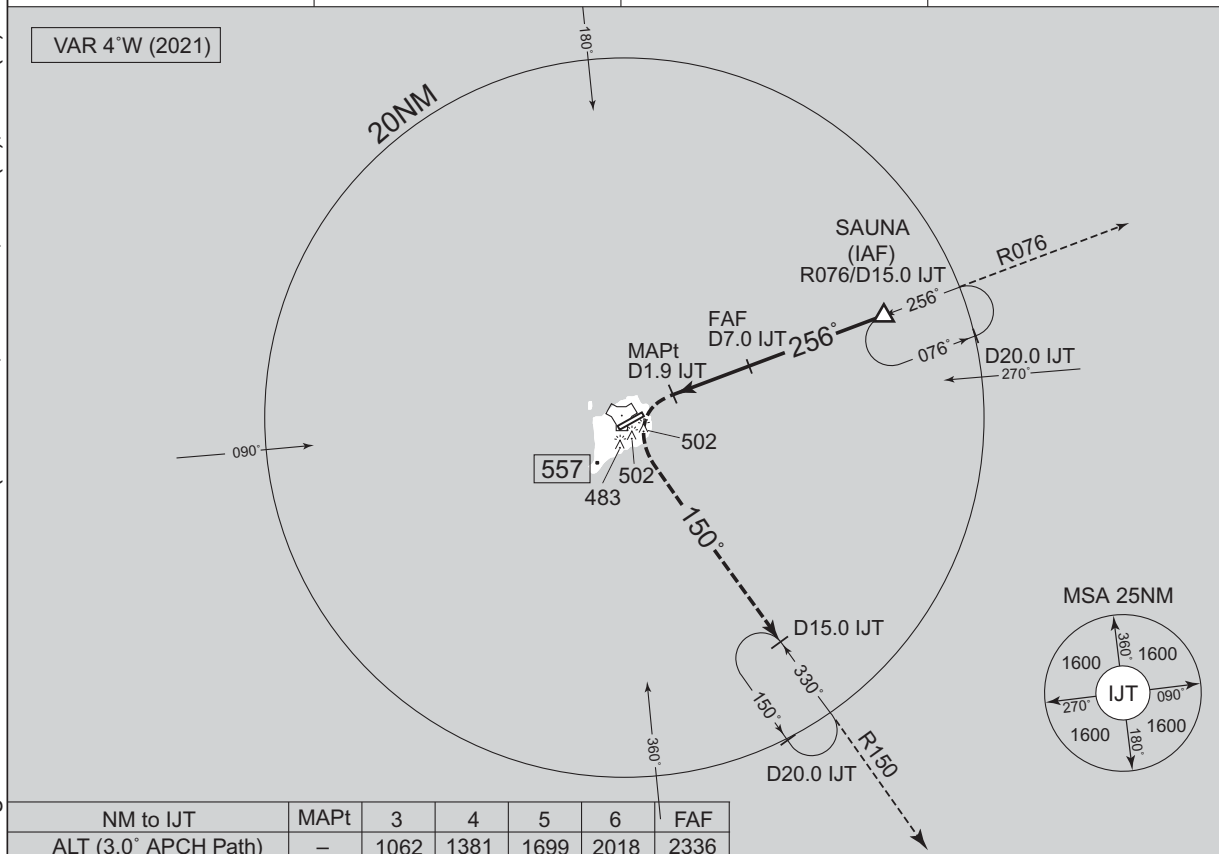 VAR 4°W (2021)
180°
20NM
SAUNA
(IAF)
R076/D15.0 IJT
R076
256°
FAF
D7.0 IJT
256°
076°
D20.0 IJT
270°
MAPt
D1.9 IJT
090°
502
557
502
483
150°
D15.0 IJT
330°
150°
R150
D20.0 IJT
360°
MSA 25NM
360°
1600
1600
IJT
270°
090°
1600
1600
180°
NM to IJT MAPt 3 4 5 6 FAF
ALT (3.0° APCH Path) – 1062 1381 1699 2018 2336